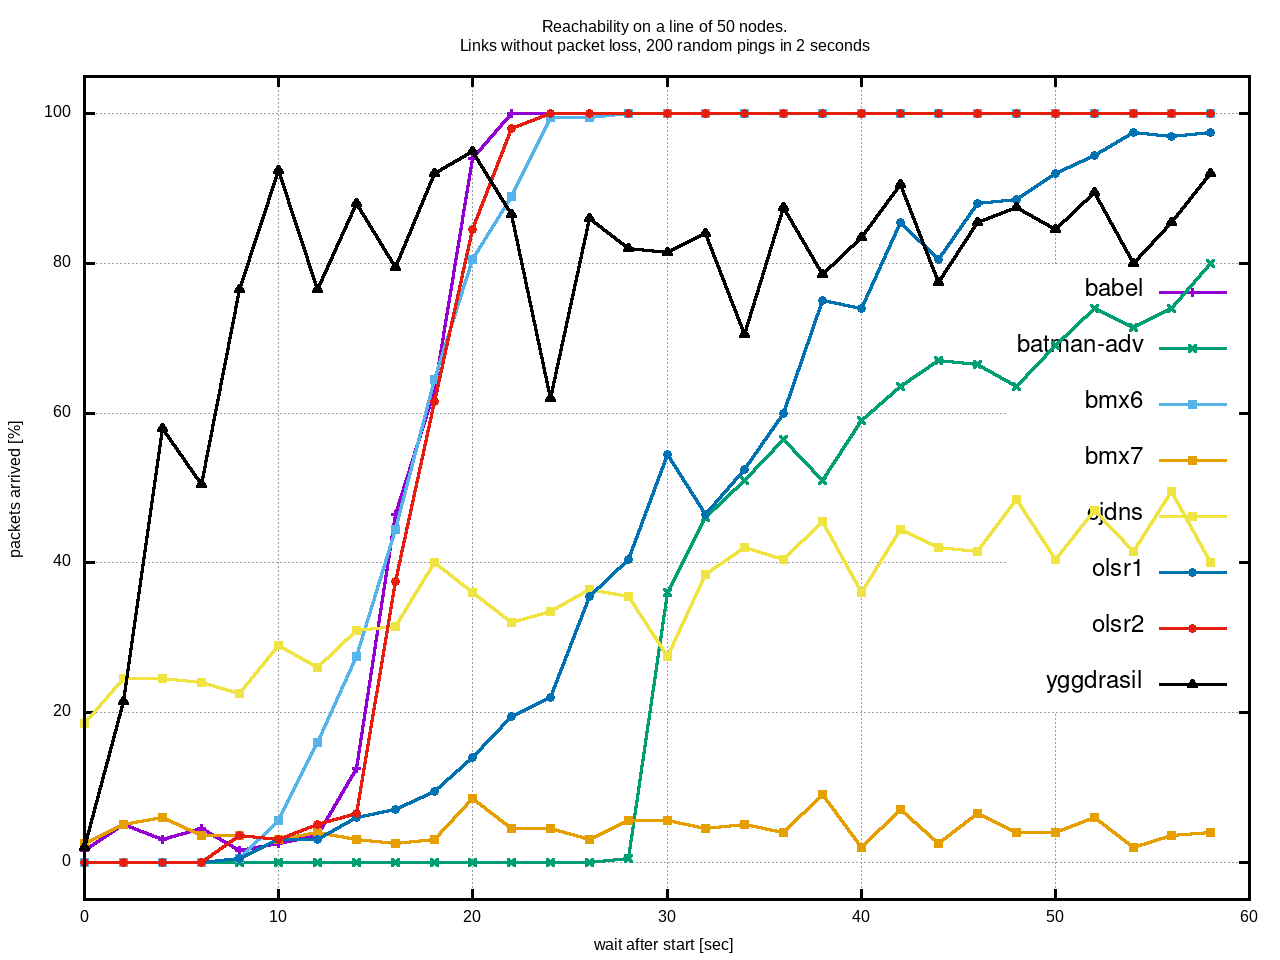 Reachability on a line of 50 nodes.
Links without packet loss, 200 random pings in 2 seconds
packets arrived [%]
100
80
60
40
20
0
babel
batman-adv
bmx6
bmx7
cjdns
olsr1
olsr2
yggdrasil
0 10 20 30 40 50 60
wait after start [sec]